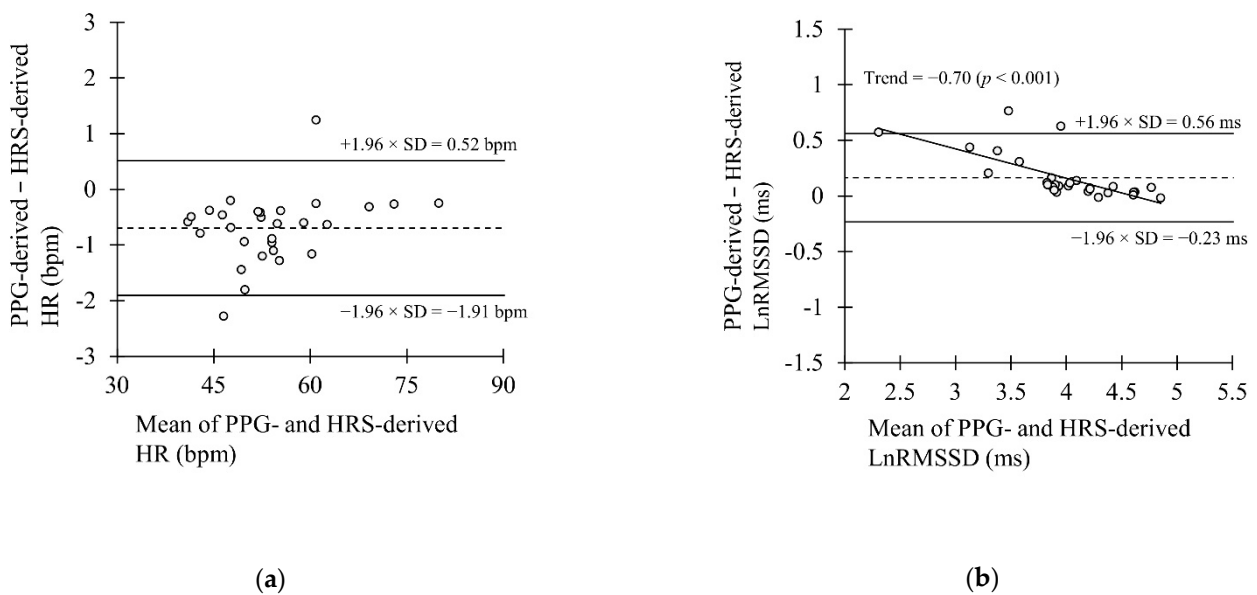 3
2
1
0
-1
-2
-3
PPG-derived − HRS-derived
HR (bpm)
+1.96 × SD = 0.52 bpm
−1.96 × SD = −1.91 bpm
30 45 60 75 90
Mean of PPG- and HRS-derived
HR (bpm)
(a)
1.5
1
0.5
0
-0.5
-1
-1.5
PPG-derived − HRS-derived
LnRMSSD (ms)
Trend = −0.70 (p < 0.001)
+1.96 × SD = 0.56 ms
−1.96 × SD = −0.23 ms
2 2.5 3 3.5 4 4.5 5 5.5
Mean of PPG- and HRS-derived
LnRMSSD (ms)
(b)